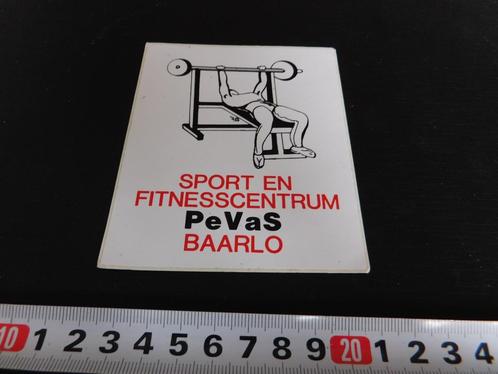 SPORT EN
FITNESSCENTRUM
PeVaS
BAARLO
10 1 2 3 4 5 6 7 8 9 20 1 2 3 4